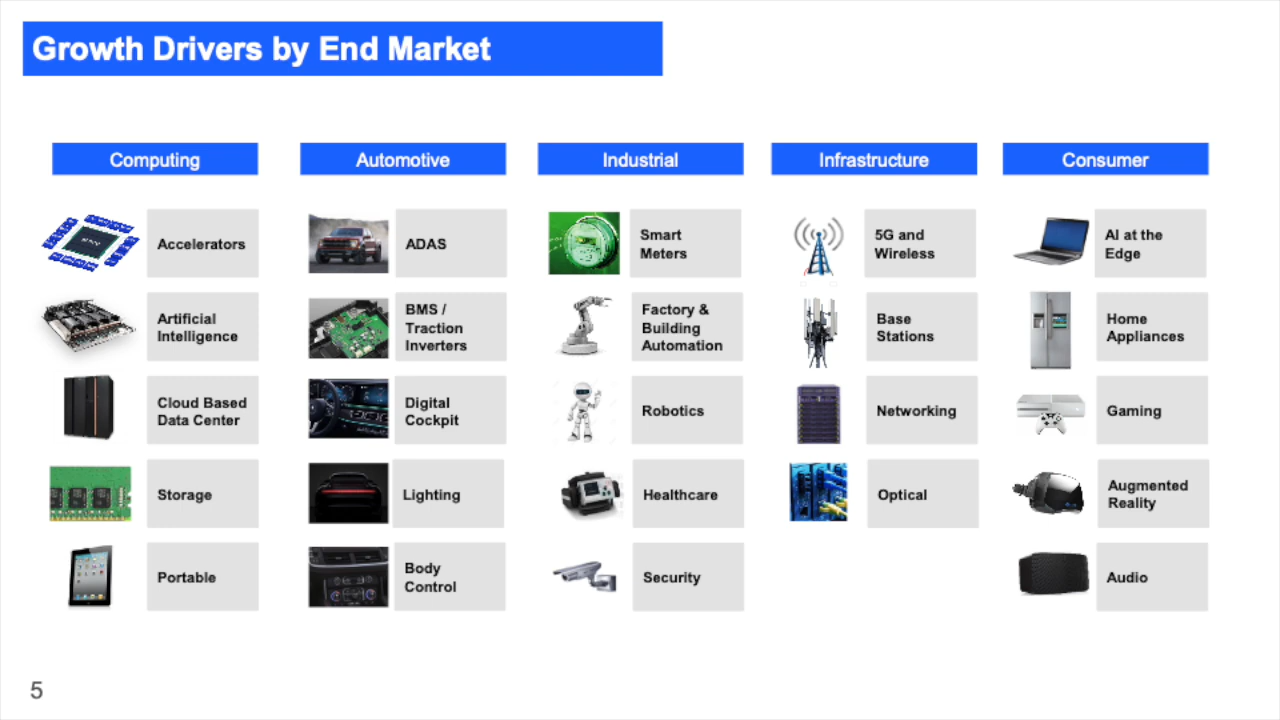 Growth Drivers by End Market
Computing
Automotive
Industrial
Infrastructure
Consumer
Accelerators
Artificial
Intelligence
Cloud Based
Data Center
Storage
Portable
ADAS
BMS /
Traction
Inverters
Digital
Cockpit
Lighting
Body
Control
Smart
Meters
Factory &
Building
Automation
Robotics
Healthcare
Security
5G and
Wireless
Base
Stations
Networking
Optical
AI at the
Edge
Home
Appliances
Gaming
Augmented
Reality
Audio
5